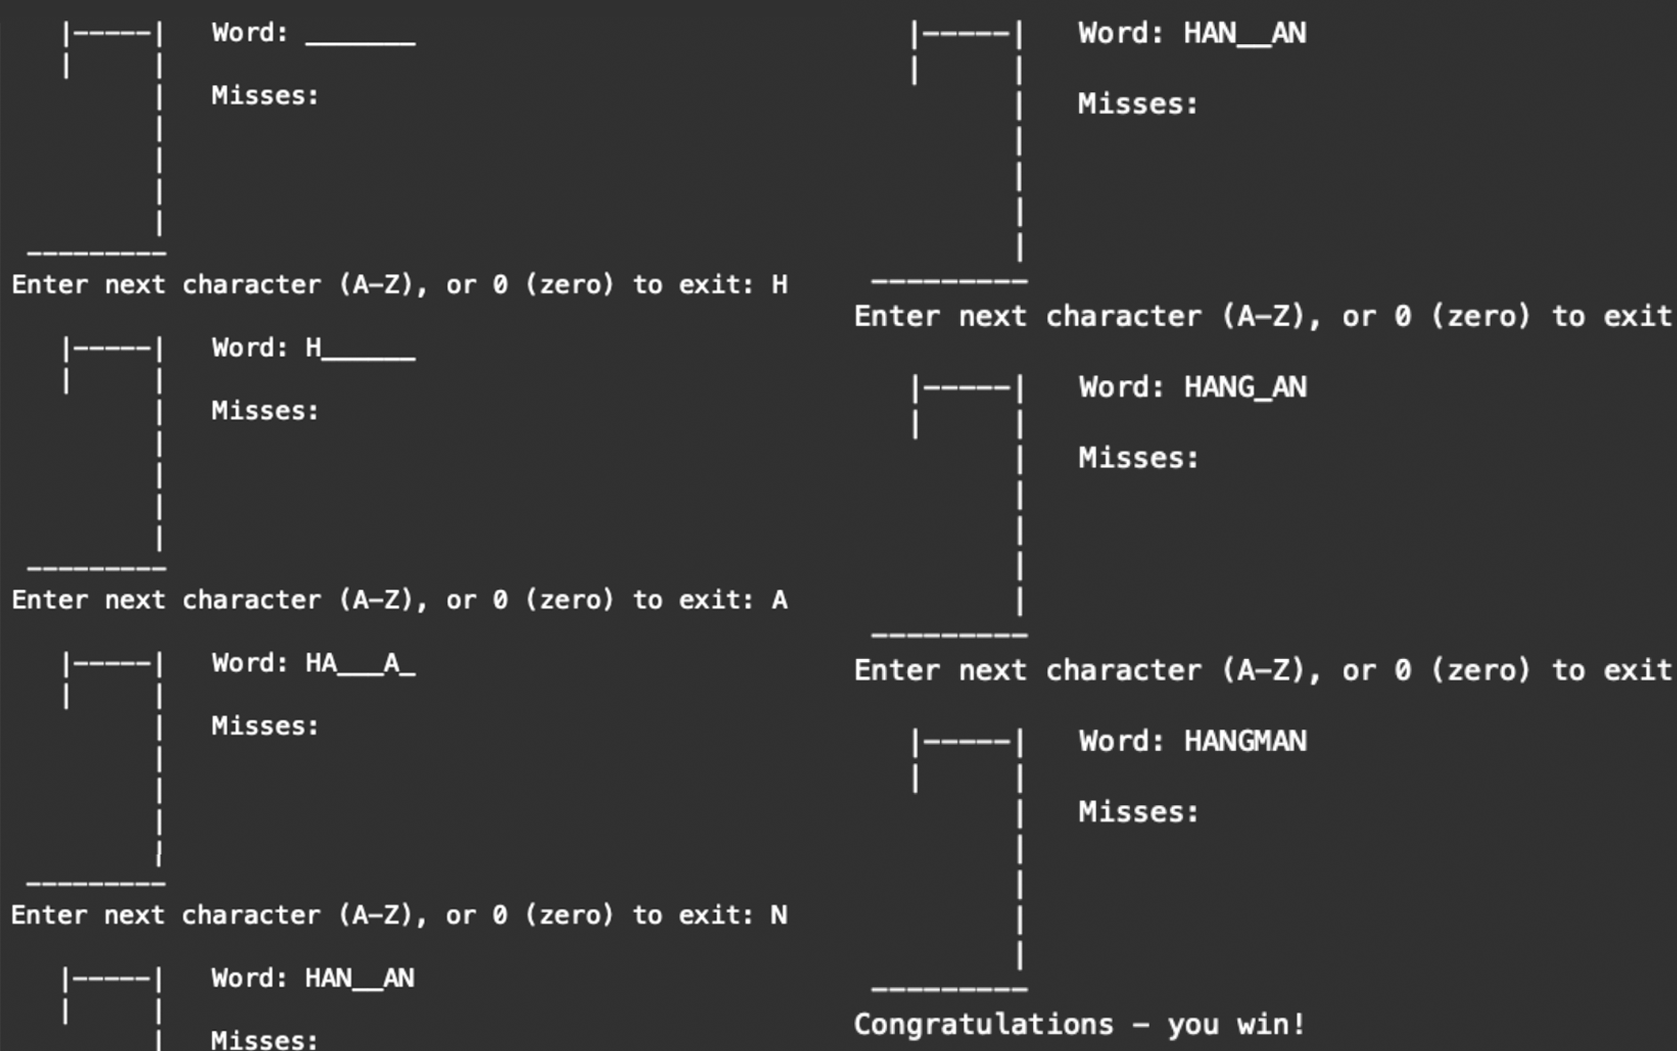 |-----|   Word: _______
|     |
      |   Misses:
      |
      |
      |
      |
 ---------
Enter next character (A-Z), or 0 (zero) to exit: H
|-----|   Word: H______
|     |
      |   Misses:
      |
      |
      |
      |
 ---------
Enter next character (A-Z), or 0 (zero) to exit: A
|-----|   Word: HA___A_
|     |
      |   Misses:
      |
      |
      |
      |
 ---------
Enter next character (A-Z), or 0 (zero) to exit: N
|-----|   Word: HAN__AN
|     |
      |   Misses:
|-----|   Word: HAN__AN
|     |
      |   Misses:
      |
      |
      |
      |
 ---------
Enter next character (A-Z), or 0 (zero) to exit
|-----|   Word: HANG_AN
|     |
      |   Misses:
      |
      |
      |
      |
 ---------
Enter next character (A-Z), or 0 (zero) to exit
|-----|   Word: HANGMAN
|     |
      |   Misses:
      |
      |
      |
      |
 ---------
Congratulations - you win!